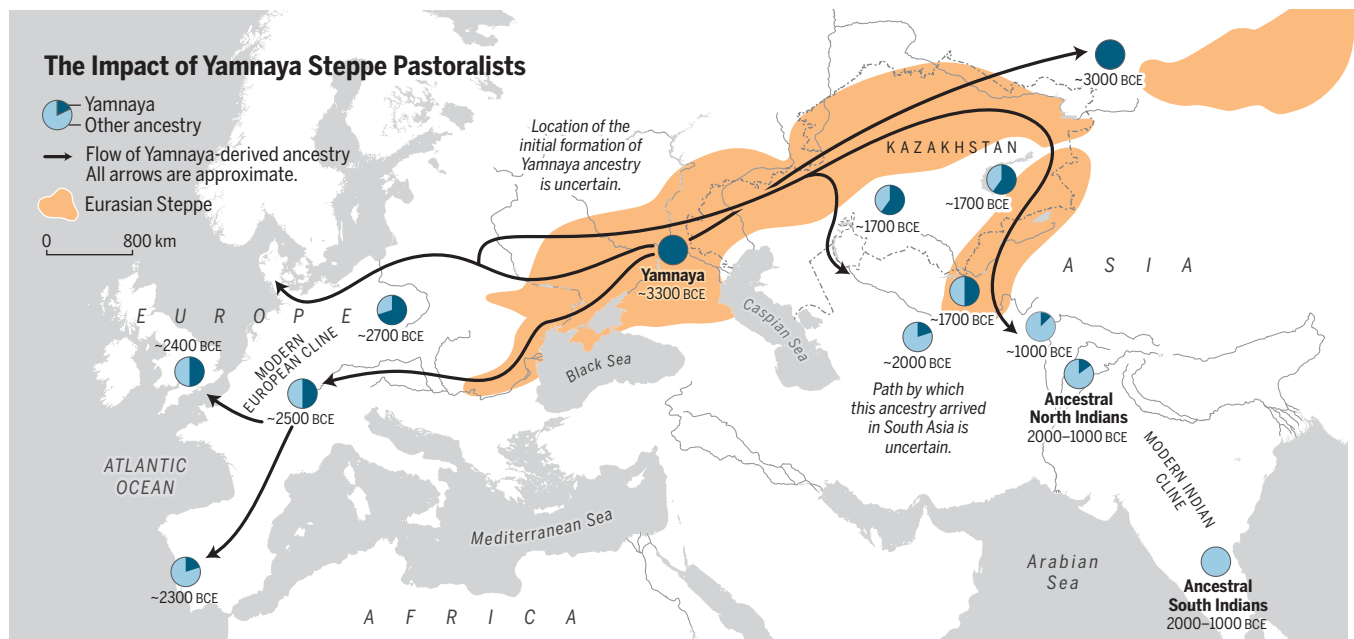 The Impact of Yamnaya Steppe Pastoralists
Yamnaya
Other ancestry
Flow of Yamnaya-derived ancestry
All arrows are approximate.
Eurasian Steppe
0 800 km
Location of the
initial formation of
Yamnaya ancestry
is uncertain.
~3000 BCE
KAZAKHSTAN
~1700 BCE
~1700 BCE
Yamnaya
~3300 BCE
ASIA
EUROPE
~2700 BCE
~2400 BCE
MODERN
EUROPEAN CLINE
~2500 BCE
Black Sea
Caspian Sea
~1700 BCE
~2000 BCE
~1000 BCE
Path by which
this ancestry arrived
in South Asia is
uncertain.
Ancestral
North Indians
2000–1000 BCE
MODERN INDIAN
CLINE
ATLANTIC
OCEAN
Mediterranean Sea
Arabian
Sea
~2300 BCE
AFRICA
Ancestral
South Indians
2000–1000 BCE